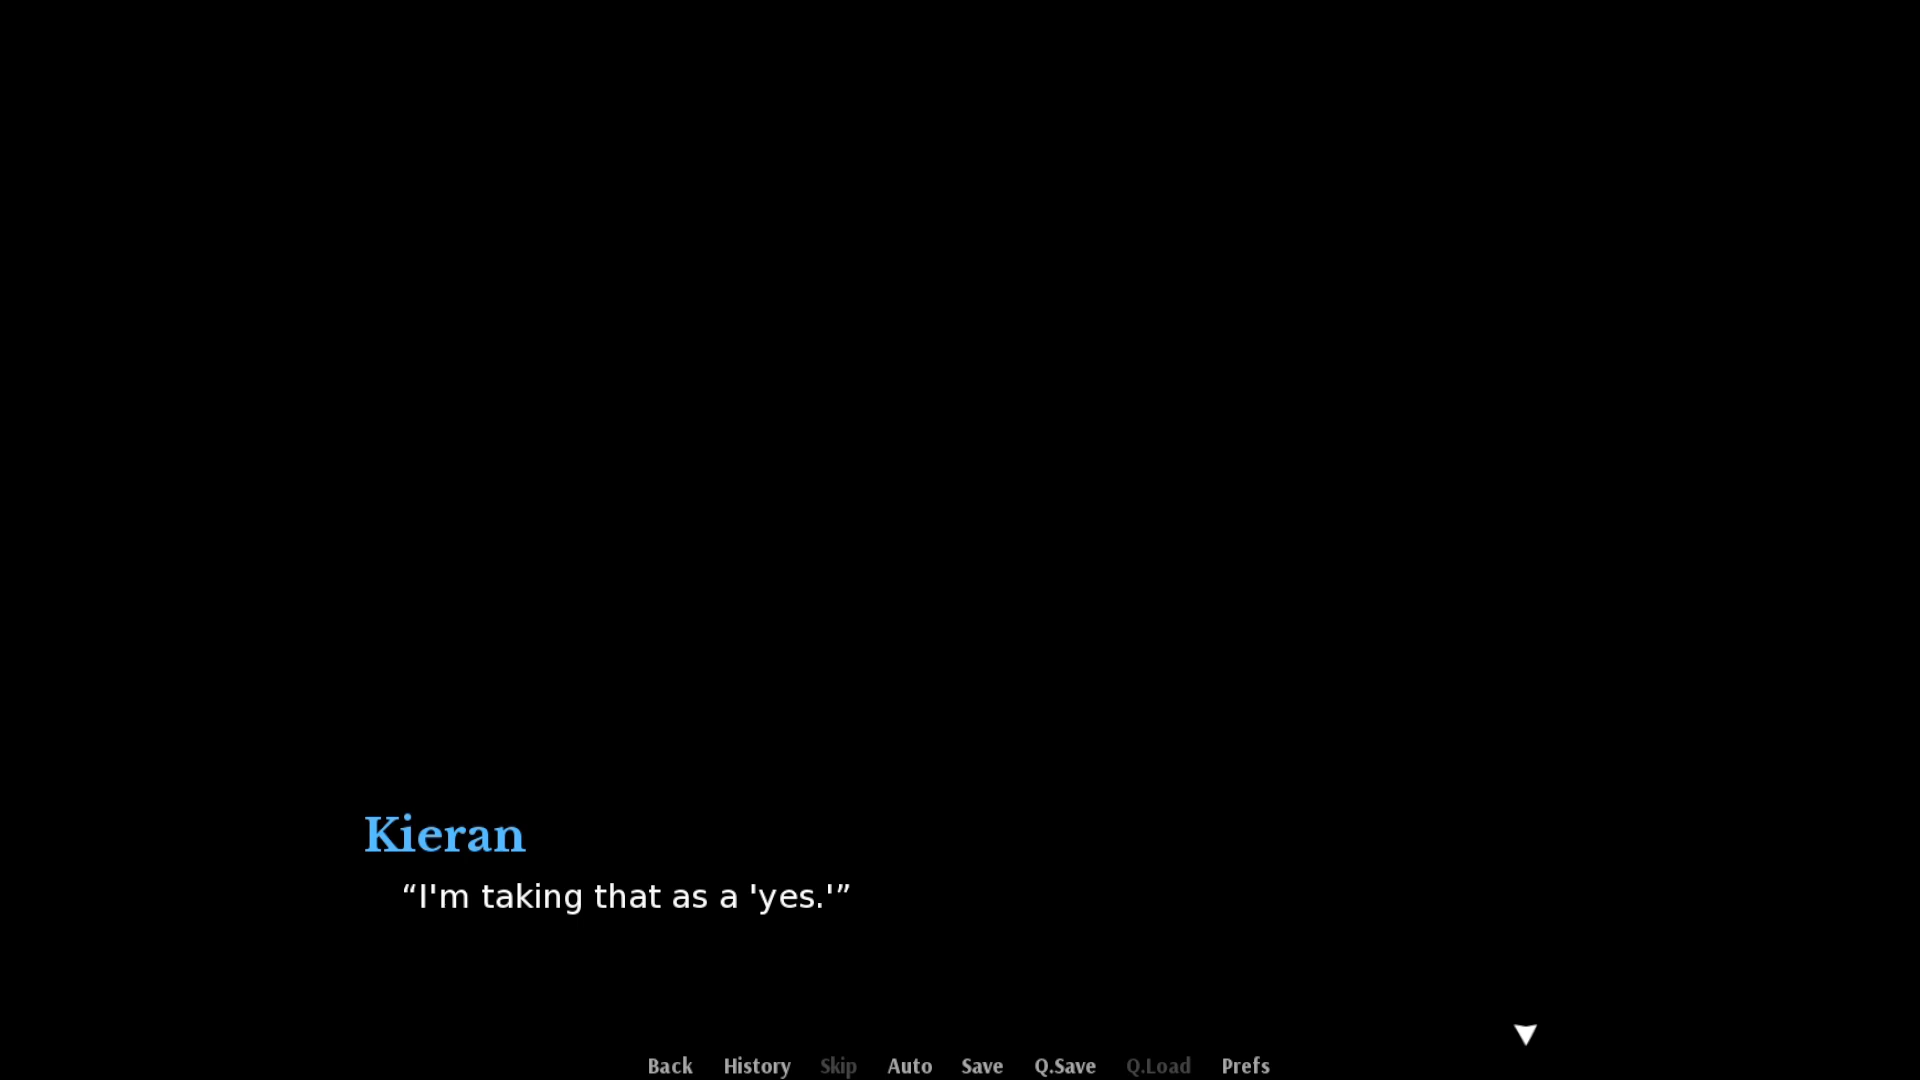 Kieran
“I'm taking that as a 'yes.'”
Back History Skip Auto Save Q.Save Q.Load Prefs